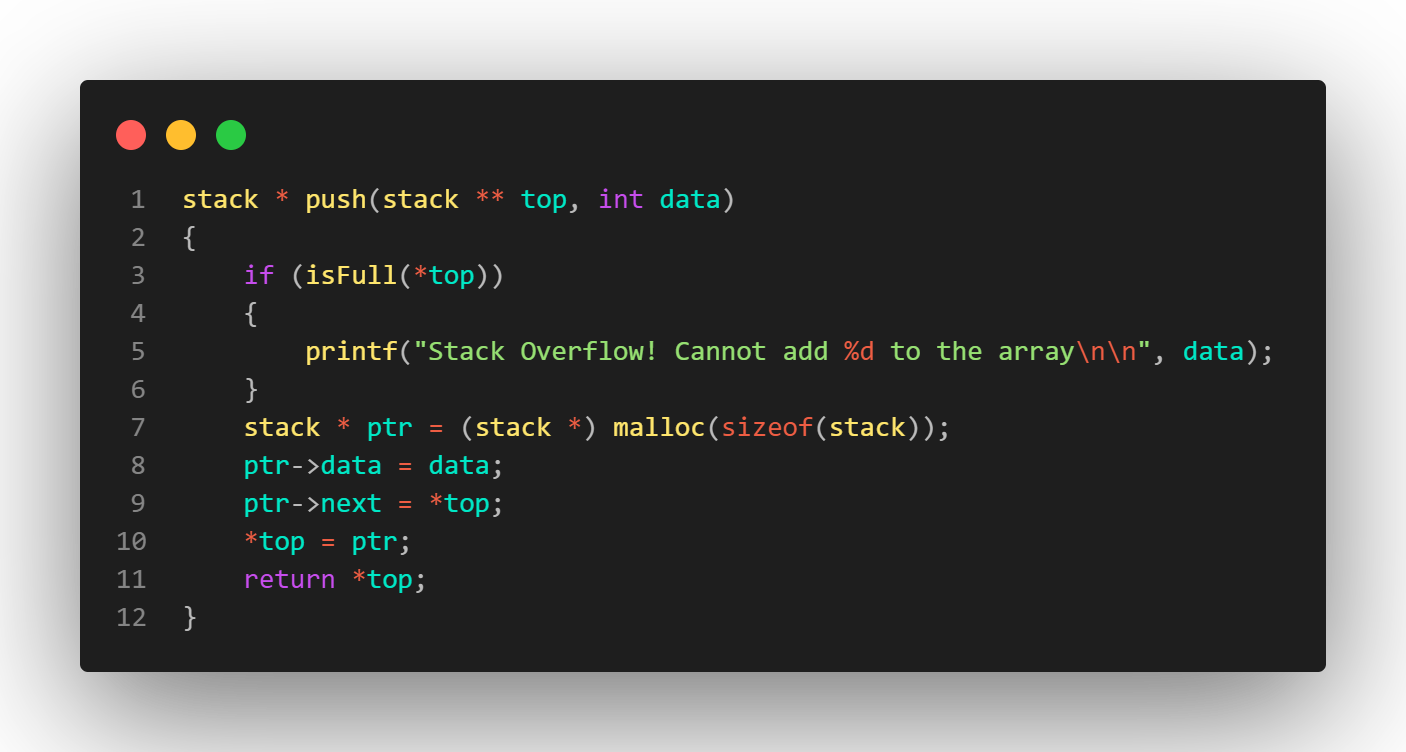 1 stack * push(stack ** top, int data)
2 {
3     if (isFull(*top))
4     {
5         printf("Stack Overflow! Cannot add %d to the array\n\n", data);
6     }
7     stack * ptr = (stack *) malloc(sizeof(stack));
8     ptr->data = data;
9     ptr->next = *top;
10     *top = ptr;
11     return *top;
12 }